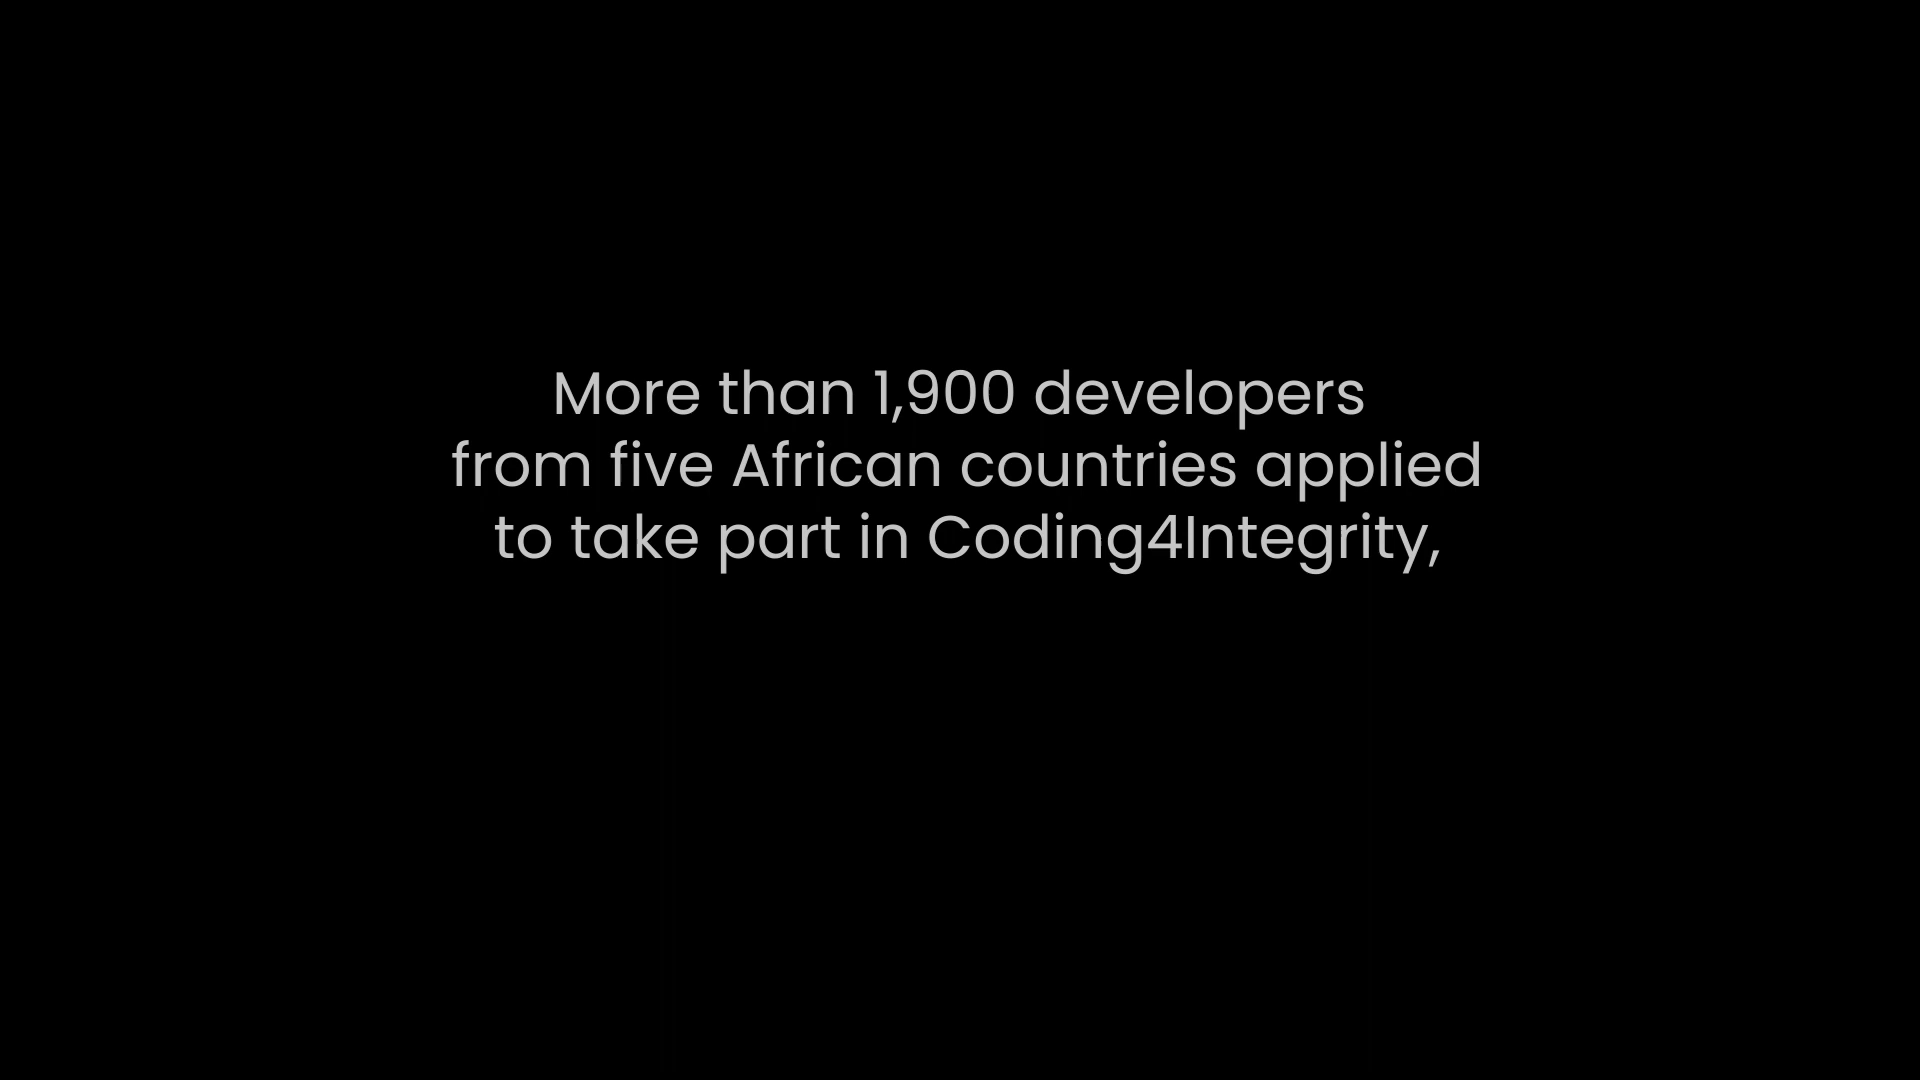 More than 1,900 developers
from five African countries applied
to take part in Coding4Integrity,